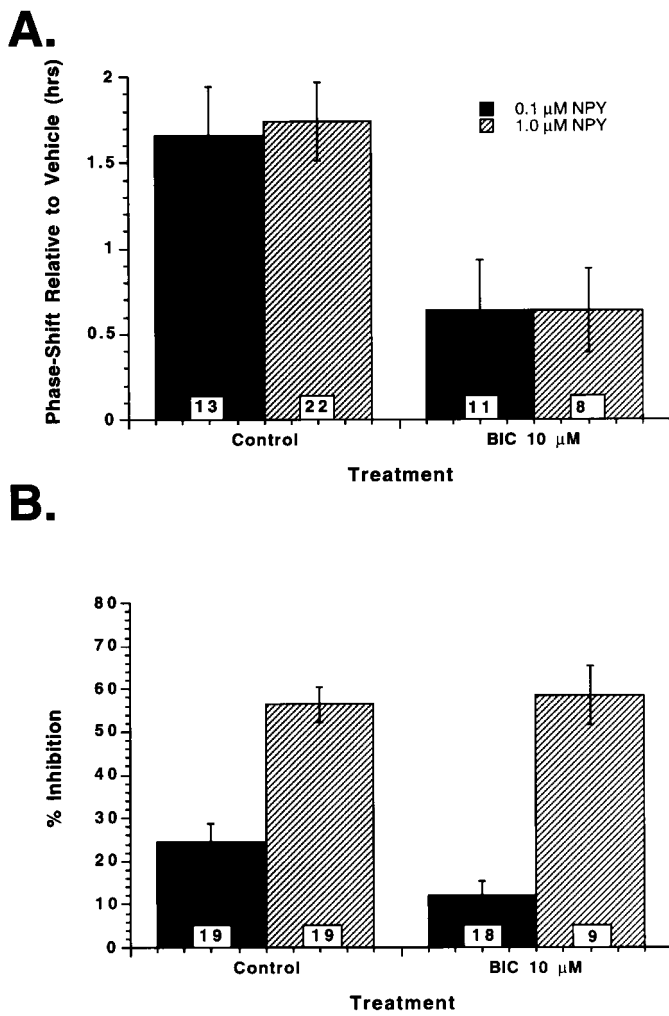 A.
Phase-Shift Relative to Vehicle (hrs)
2
1.5
1
0.5
0
0.1 μM NPY
1.0 μM NPY
13
22
11
8
Control
BIC 10 μM
Treatment
B.
% Inhibition
80
70
60
50
40
30
20
10
0
19
19
18
9
Control
BIC 10 μM
Treatment